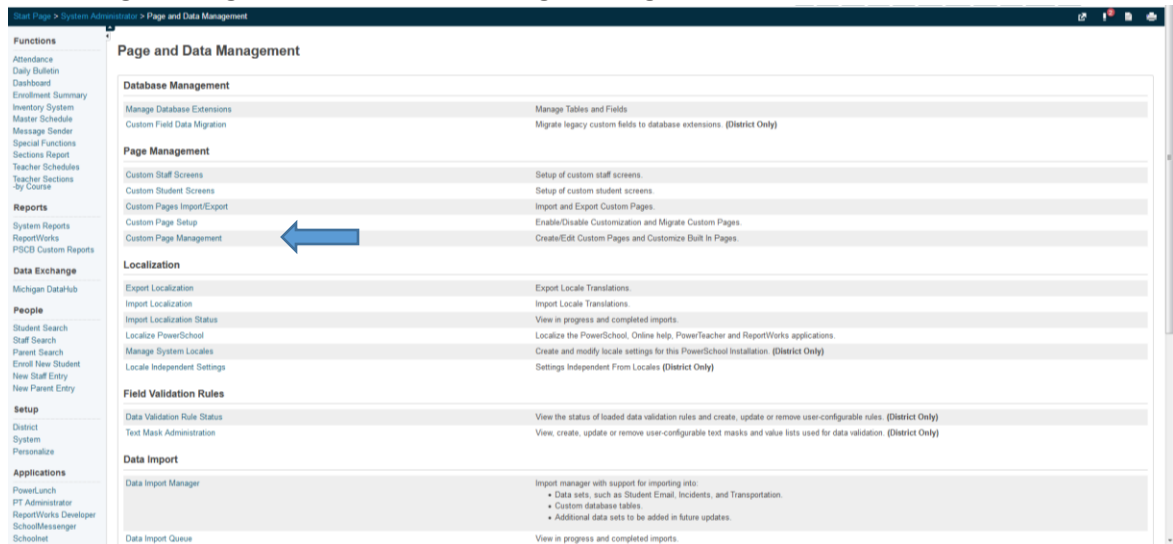 Start Page > System Administrator > Page and Data Management
Functions
Attendance
Daily Bulletin
Dashboard
Enrollment Summary
Inventory System
Master Schedule
Message Sender
Special Functions
Sections Report
Teacher Schedules
Teacher Sections
-by Course
Reports
System Reports
ReportWorks
PSCB Custom Reports
Data Exchange
Michigan DataHub
People
Student Search
Staff Search
Parent Search
Enroll New Student
New Staff Entry
New Parent Entry
Setup
District
System
Personalize
Applications
PowerLunch
PT Administrator
ReportWorks Developer
SchoolMessenger
Schoolnet
Page and Data Management
Database Management
Manage Database Extensions Manage Tables and Fields
Custom Field Data Migration Migrate legacy custom fields to database extensions. (District Only)
Page Management
Custom Staff Screens Setup of custom staff screens.
Custom Student Screens Setup of custom student screens.
Custom Pages Import/Export Import and Export Custom Pages.
Custom Page Setup Enable/Disable Customization and Migrate Custom Pages.
Custom Page Management Create/Edit Custom Pages and Customize Built In Pages.
Localization
Export Localization Export Locale Translations.
Import Localization Import Locale Translations.
Import Localization Status View in progress and completed imports.
Localize PowerSchool Localize the PowerSchool, Online help, PowerTeacher and ReportWorks applications.
Manage System Locales Create and modify locale settings for this PowerSchool Installation. (District Only)
Locale Independent Settings Settings Independent From Locales (District Only)
Field Validation Rules
Data Validation Rule Status View the status of loaded data validation rules and create, update or remove user-configurable rules. (District Only)
Text Mask Administration View, create, update or remove user-configurable text masks and value lists used for data validation. (District Only)
Data Import
Data Import Manager Import manager with support for importing into:
• Data sets, such as Student Email, Incidents, and Transportation.
• Custom database tables.
• Additional data sets to be added in future updates.
Data Import Queue View in progress and completed imports.